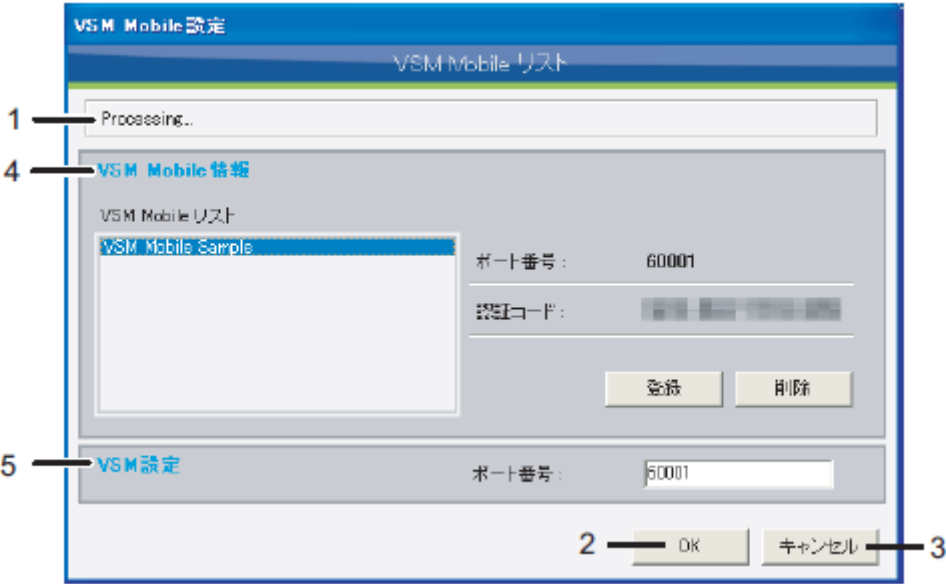 VSM Mobile設定
VSM Mobile リスト
1
Processing...
4
VSM Mobile情報
VSM Mobile リスト
VSM Mobile Sample
ポート番号 :
60001
認証コード :
登録
削除
5
VSM設定
ポート番号 :
60001
2
OK
キャンセル
3